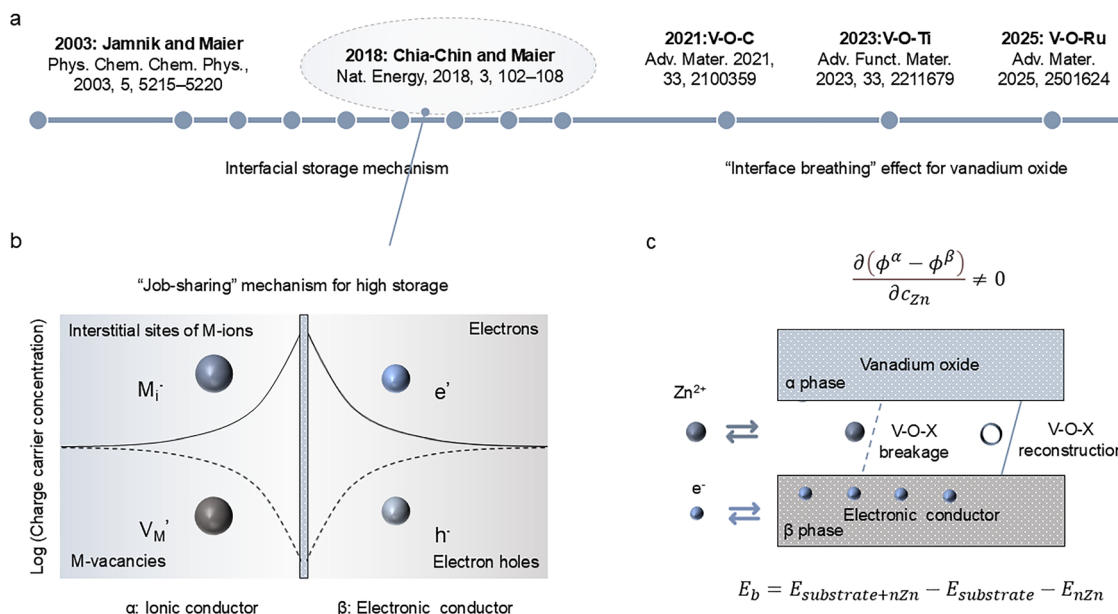 a
2003: Jamnik and Maier
Phys. Chem. Chem. Phys.,
2003, 5, 5215–5220
2018: Chia-Chin and Maier
Nat. Energy, 2018, 3, 102–108
2021:V-O-C
Adv. Mater. 2021,
33, 2100359
2023:V-O-Ti
Adv. Funct. Mater.
2023, 33, 2211679
2025: V-O-Ru
Adv. Mater.
2025, 2501624
Interfacial storage mechanism
“Interface breathing” effect for vanadium oxide
b
“Job-sharing” mechanism for high storage
Log (Charge carrier concentration)
Interstitial sites of M-ions
Electrons
M_i^·
e'
V_M'
h^·
M-vacancies
Electron holes
α: Ionic conductor
β: Electronic conductor
c
∂(ϕ^α − ϕ^β)
∂c_Zn
≠ 0
Vanadium oxide
α phase
Zn²⁺
V-O-X
breakage
V-O-X
reconstruction
e⁻
Electronic conductor
β phase
E_b = E_substrate+nZn − E_substrate − E_nZn